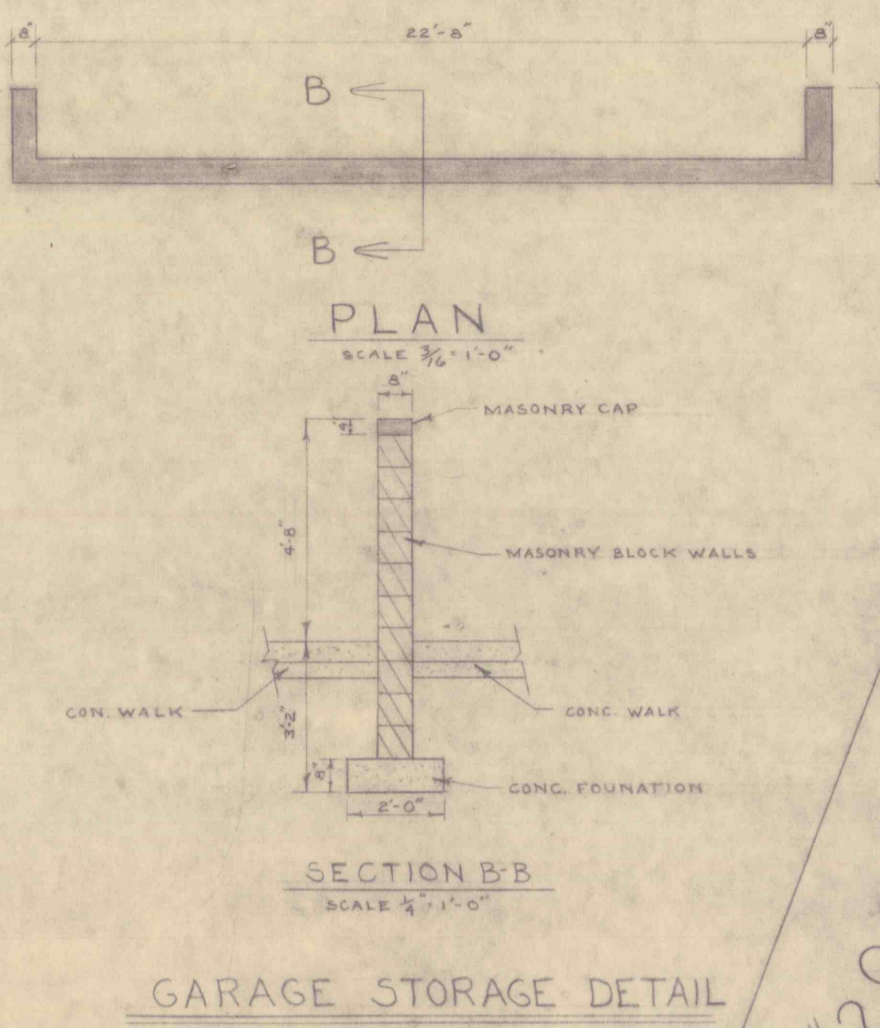 8" 22'-8" 8"
B
B
PLAN
SCALE 3/16" = 1'-0"
8"
MASONRY CAP
4"
4'-8"
MASONRY BLOCK WALLS
CON. WALK
CONC. WALK
3'-2"
8"
CONC. FOUNATION
2'-0"
SECTION B-B
SCALE 1/4" = 1'-0"
GARAGE STORAGE DETAIL